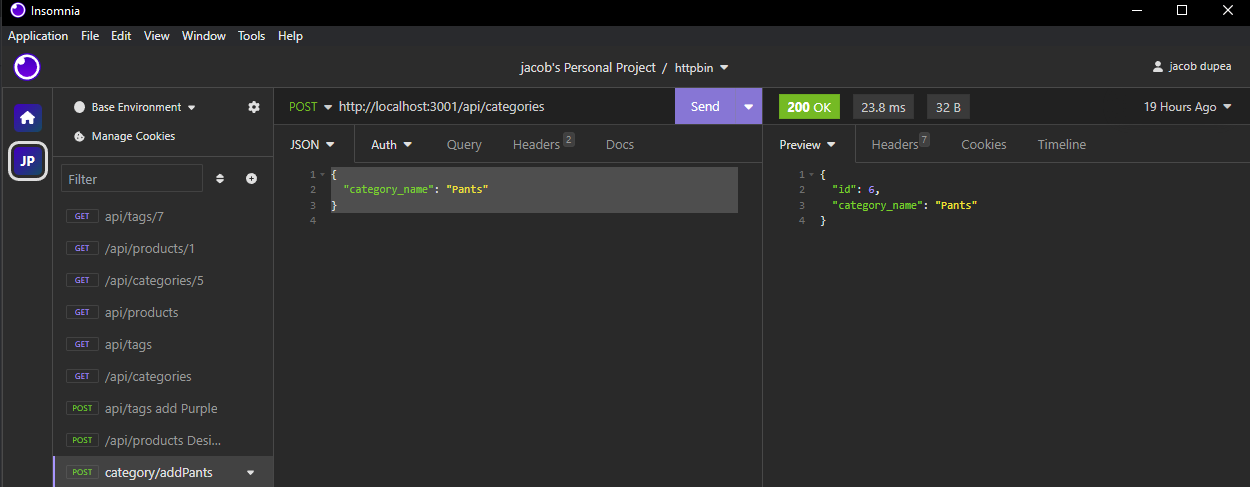 Insomnia
Application File Edit View Window Tools Help
jacob's Personal Project / httpbin
jacob dupea
Base Environment
Manage Cookies
JP
Filter
GET api/tags/7
GET /api/products/1
GET /api/categories/5
GET api/products
GET api/tags
GET /api/categories
POST api/tags add Purple
POST /api/products Desi...
POST category/addPants
POST http://localhost:3001/api/categories Send
JSON Auth Query Headers 2 Docs
1 {
2 "category_name": "Pants"
3 }
4
200 OK 23.8 ms 32 B 19 Hours Ago
Preview Headers 7 Cookies Timeline
1 {
2 "id": 6,
3 "category_name": "Pants"
4 }